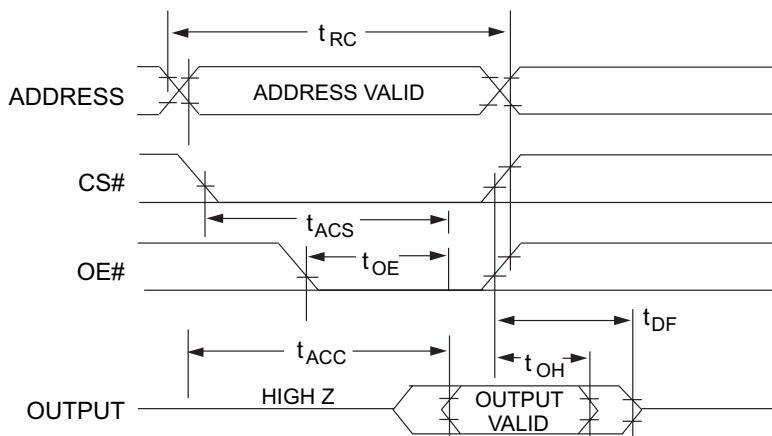 tRC
ADDRESS
ADDRESS VALID
CS#
tACS
OE#
tOE
tDF
tACC
tOH
OUTPUT
HIGH Z
OUTPUT
VALID